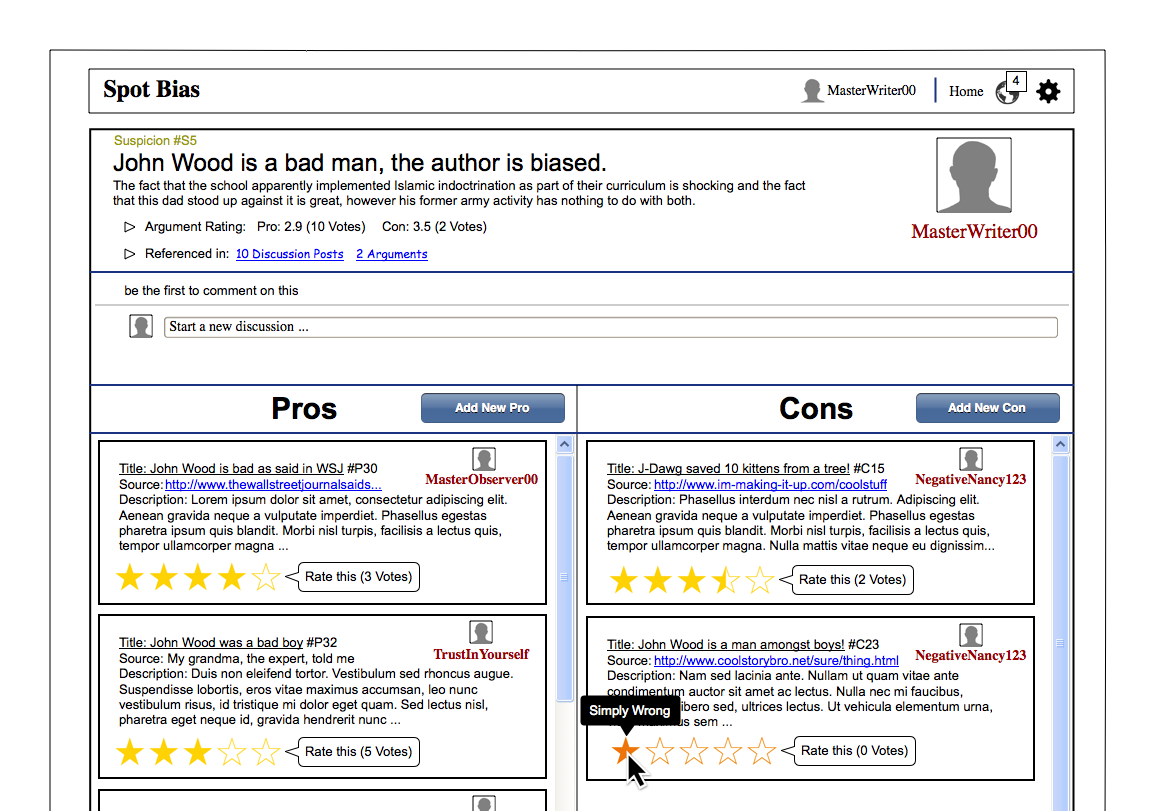 Spot Bias
MasterWriter00
Home
4
Suspicion #S5
John Wood is a bad man, the author is biased.
The fact that the school apparently implemented Islamic indoctrination as part of their curriculum is shocking and the fact
that this dad stood up against it is great, however his former army activity has nothing to do with both.
MasterWriter00
Argument Rating: Pro: 2.9 (10 Votes) Con: 3.5 (2 Votes)
Referenced in: 10 Discussion Posts 2 Arguments
be the first to comment on this
Start a new discussion ...
Pros
Add New Pro
Title: John Wood is bad as said in WSJ #P30
MasterObserver00
Source: http://www.thewallstreetjournalsaids...
Description: Lorem ipsum dolor sit amet, consectetur adipiscing elit.
Aenean gravida neque a vulputate imperdiet. Phasellus egestas
pharetra ipsum quis blandit. Morbi nisl turpis, facilisis a lectus quis,
tempor ullamcorper magna ...
Rate this (3 Votes)
Title: John Wood was a bad boy #P32
TrustInYourself
Source: My grandma, the expert, told me
Description: Duis non eleifend tortor. Vestibulum sed rhoncus augue.
Suspendisse lobortis, eros vitae maximus accumsan, leo nunc
vestibulum risus, id tristique mi dolor eget quam. Sed lectus nisl,
pharetra eget neque id, gravida hendrerit nunc ...
Rate this (5 Votes)
Cons
Add New Con
Title: J-Dawg saved 10 kittens from a tree! #C15
NegativeNancy123
Source: http://www.im-making-it-up.com/coolstuff
Description: Phasellus interdum nec nisl a rutrum. Adipiscing elit.
Aenean gravida neque a vulputate imperdiet. Phasellus egestas
pharetra ipsum quis blandit. Morbi nisl turpis, facilisis a lectus quis,
tempor ullamcorper magna. Nulla mattis vitae neque eu dignissim...
Rate this (2 Votes)
Title: John Wood is a man amongst boys! #C23
NegativeNancy123
Source: http://www.coolstorybro.net/sure/thing.html
Description: Nam sed lacinia ante. Nullam ut quam vitae ante
condimentum auctor sit amet ac lectus. Nulla nec mi faucibus,
libero sed, ultrices lectus. Ut vehicula elementum urna,
sem ...
Simply Wrong
Rate this (0 Votes)